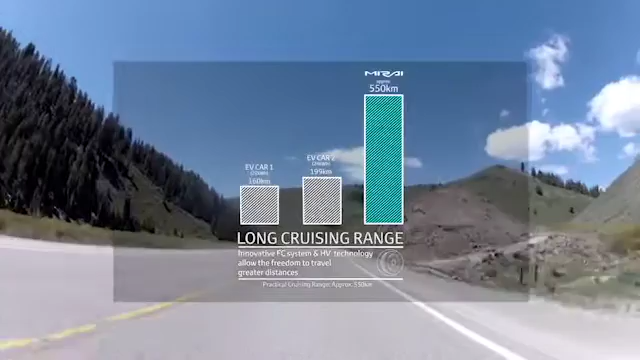 MIRAI
approx
550km
EV CAR 1
160km
EV CAR 2
199km
LONG CRUISING RANGE
Innovative FC system & HV technology
allow the freedom to travel
greater distances
Practical Cruising Range: Approx. 550km